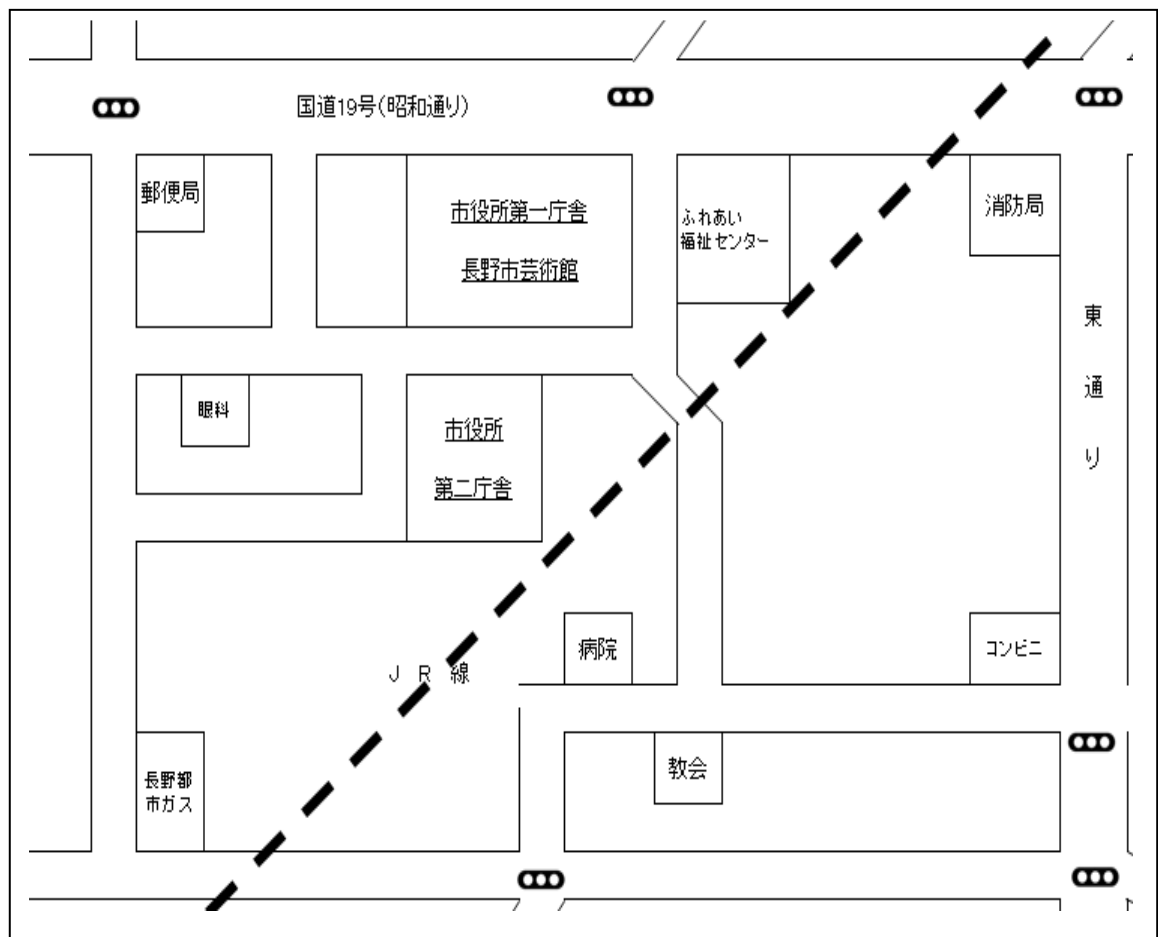 国道19号(昭和通り)
郵便局
市役所第一庁舎
長野市芸術館
ふれあい
福祉センター
消防局
東通り
眼科
市役所
第二庁舎
JR線
病院
コンビニ
長野都
市ガス
教会